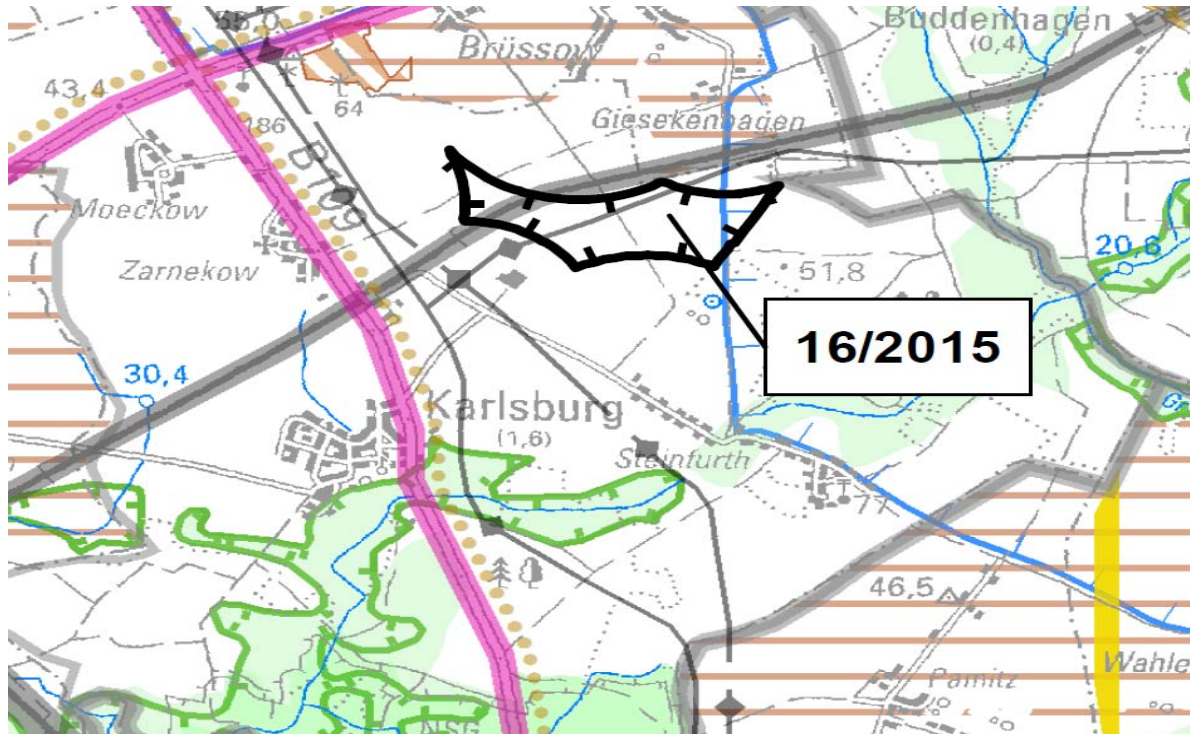 55,0
Brüssow
Buddenhagen
(0,4)
43,4
64
186
Giesekenhagen
Brog
Moeckow
Zarnekow
20,6
51,8
16/2015
30,4
Karlsburg
(1,6)
Steinfurth
77
46,5
Wahle
Pamitz
NSG